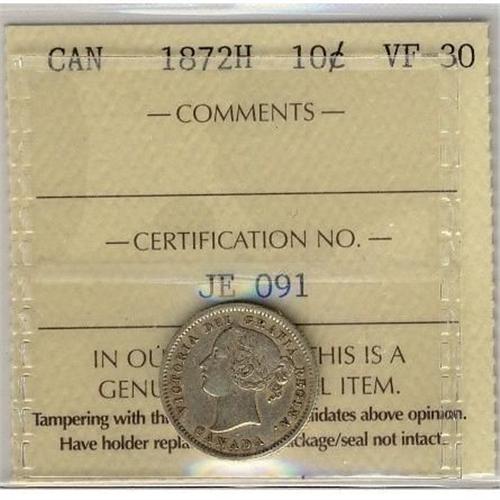 CAN 1872H 10¢ VF-30
— COMMENTS —
— CERTIFICATION NO. —
JE 091
IN OU THIS IS A
GENU L ITEM.
Tampering with th idates above opinion.
Have holder repla ckage/seal not intact.
VICTORIA DEI GRATIA REGINA.
CANADA